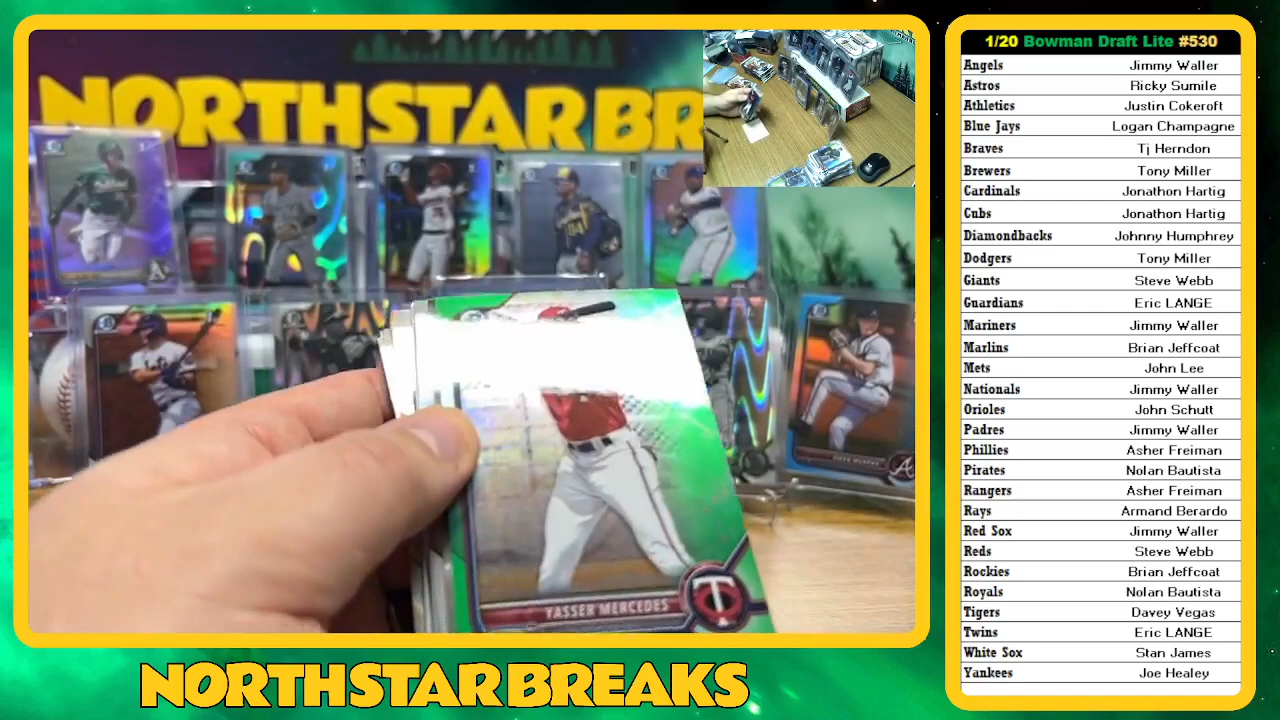 NORTHSTAR BR
YASSER MERCEDES
T
NORTHSTAR BREAKS
1/20 Bowman Draft Lite #530
Angels Jimmy Waller
Astros Ricky Sumile
Athletics Justin Cokeroft
Blue Jays Logan Champagne
Braves Tj Herndon
Brewers Tony Miller
Cardinals Jonathon Hartig
Cubs Jonathon Hartig
Diamondbacks Johnny Humphrey
Dodgers Tony Miller
Giants Steve Webb
Guardians Eric LANGE
Mariners Jimmy Waller
Marlins Brian Jeffcoat
Mets John Lee
Nationals Jimmy Waller
Orioles John Schutt
Padres Jimmy Waller
Phillies Asher Freiman
Pirates Nolan Bautista
Rangers Asher Freiman
Rays Armand Berardo
Red Sox Jimmy Waller
Reds Steve Webb
Rockies Brian Jeffcoat
Royals Nolan Bautista
Tigers Davey Vegas
Twins Eric LANGE
White Sox Stan James
Yankees Joe Healey